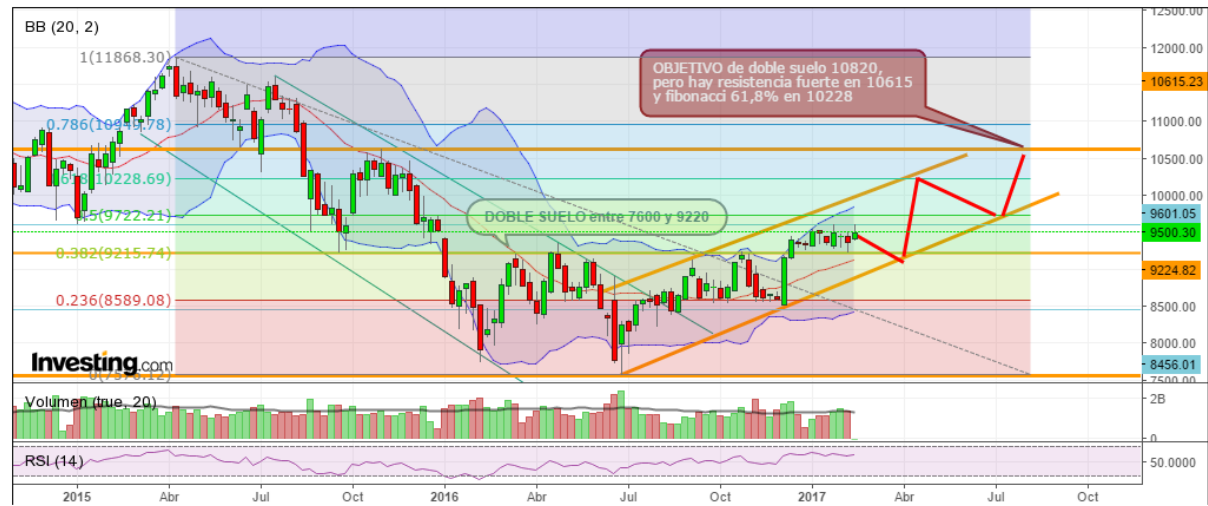 BB (20, 2)
1(11868.30)
0.786(10949.78)
0.618(10228.69)
0.5(9722.21)
0.382(9215.74)
0.236(8589.08)
0(7576.12)
OBJETIVO de doble suelo 10820,
pero hay resistencia fuerte en 10615
y fibonacci 61,8% en 10228
DOBLE SUELO entre 7600 y 9220
Investing.com
12500.00
12000.00
10615.23
11000.00
10500.00
10000.00
9601.05
9500.30
9224.82
8500.00
8000.00
8456.01
7500.00
Volumen (true, 20)
2B
0
RSI (14)
50.0000
2015
Abr
Jul
Oct
2016
Abr
Jul
Oct
2017
Abr
Jul
Oct